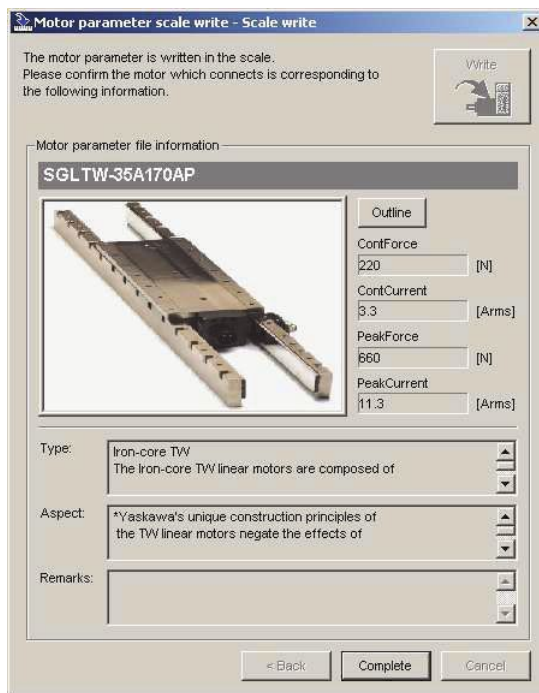 Motor parameter scale write - Scale write
The motor parameter is written in the scale.
Please confirm the motor which connects is corresponding to
the following information.
Write
Motor parameter file information
SGLTW-35A170AP
Outline
ContForce
220 [N]
ContCurrent
3.3 [Arms]
PeakForce
660 [N]
PeakCurrent
11.3 [Arms]
Type:
Iron-core TW
The Iron-core TW linear motors are composed of
Aspect:
*Yaskawa's unique construction principles of
the TW linear motors negate the effects of
Remarks:
< Back Complete Cancel